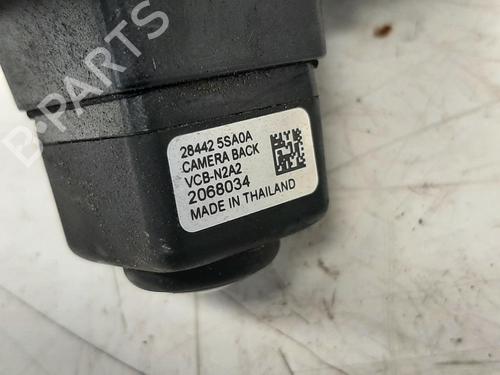 B-PARTS
28442 5SA0A
CAMERA BACK
VCB-N2A2
2068034
MADE IN THAILAND